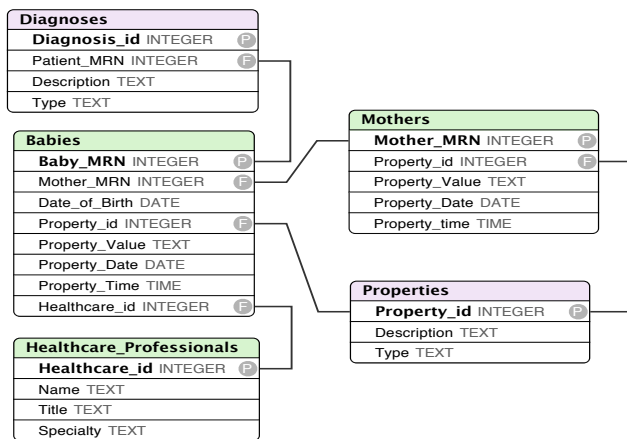 Diagnoses
Diagnosis_id INTEGER P
Patient_MRN INTEGER F
Description TEXT
Type TEXT
Babies
Baby_MRN INTEGER P
Mother_MRN INTEGER F
Date_of_Birth DATE
Property_id INTEGER F
Property_Value TEXT
Property_Date DATE
Property_Time TIME
Healthcare_id INTEGER F
Healthcare_Professionals
Healthcare_id INTEGER P
Name TEXT
Title TEXT
Specialty TEXT
Mothers
Mother_MRN INTEGER P
Property_id INTEGER F
Property_Value TEXT
Property_Date DATE
Property_time TIME
Properties
Property_id INTEGER P
Description TEXT
Type TEXT